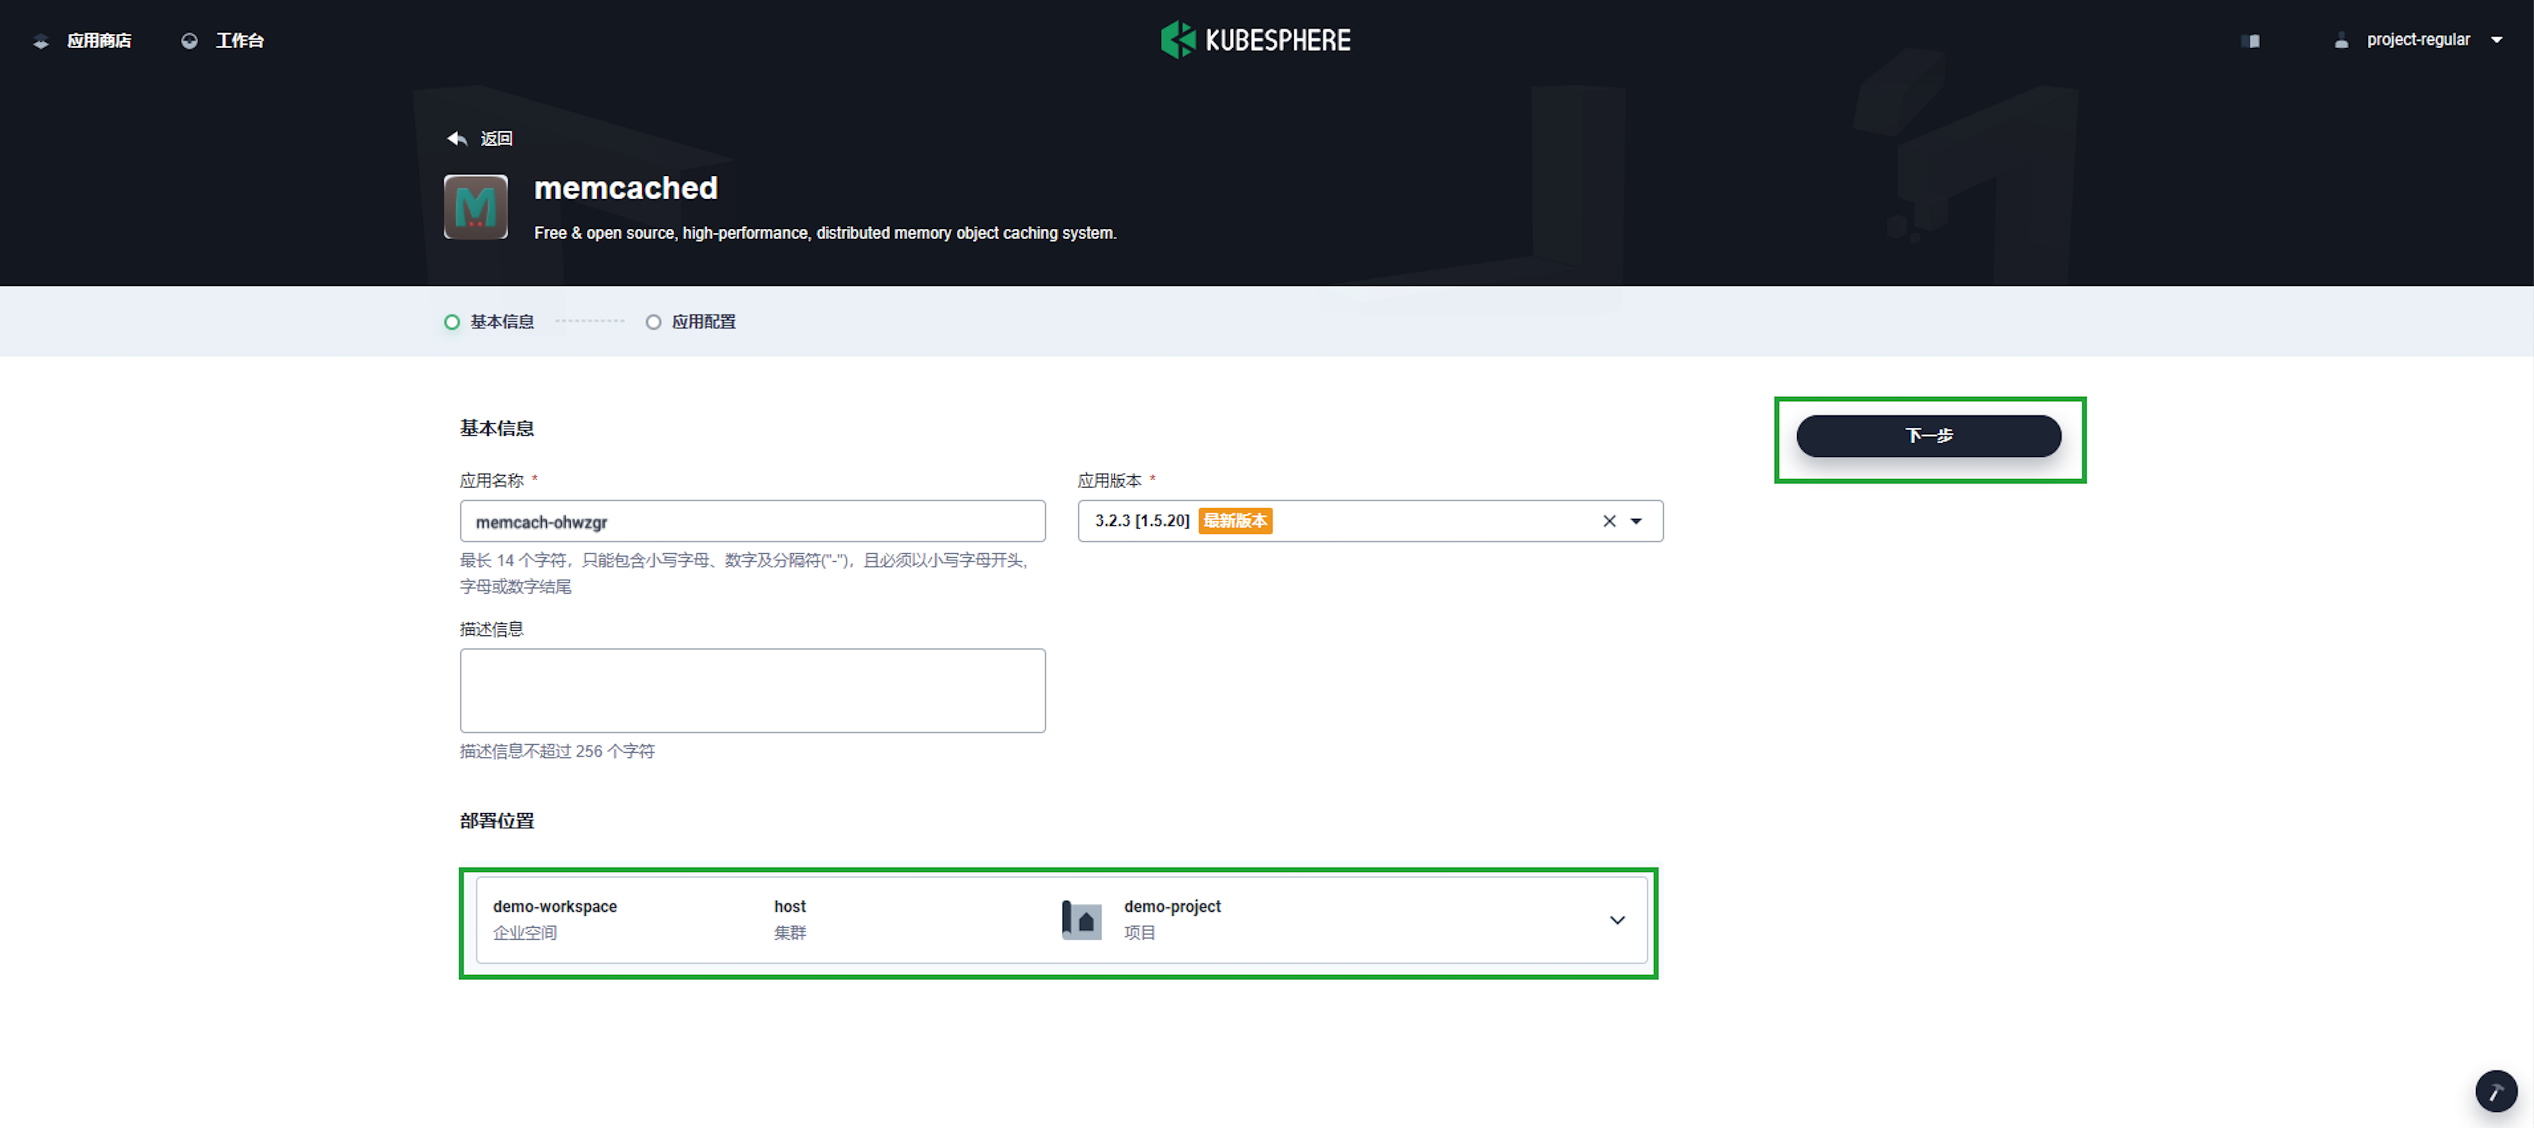 应用商店
工作台
KUBESPHERE
project-regular
返回
memcached
Free & open source, high-performance, distributed memory object caching system.
基本信息
应用配置
基本信息
下一步
应用名称 *
应用版本 *
memcach-ohwzgr
3.2.3 [1.5.20] 最新版本
最长 14 个字符，只能包含小写字母、数字及分隔符("-")，且必须以小写字母开头，
字母或数字结尾
描述信息
描述信息不超过 256 个字符
部署位置
demo-workspace
企业空间
host
集群
demo-project
项目